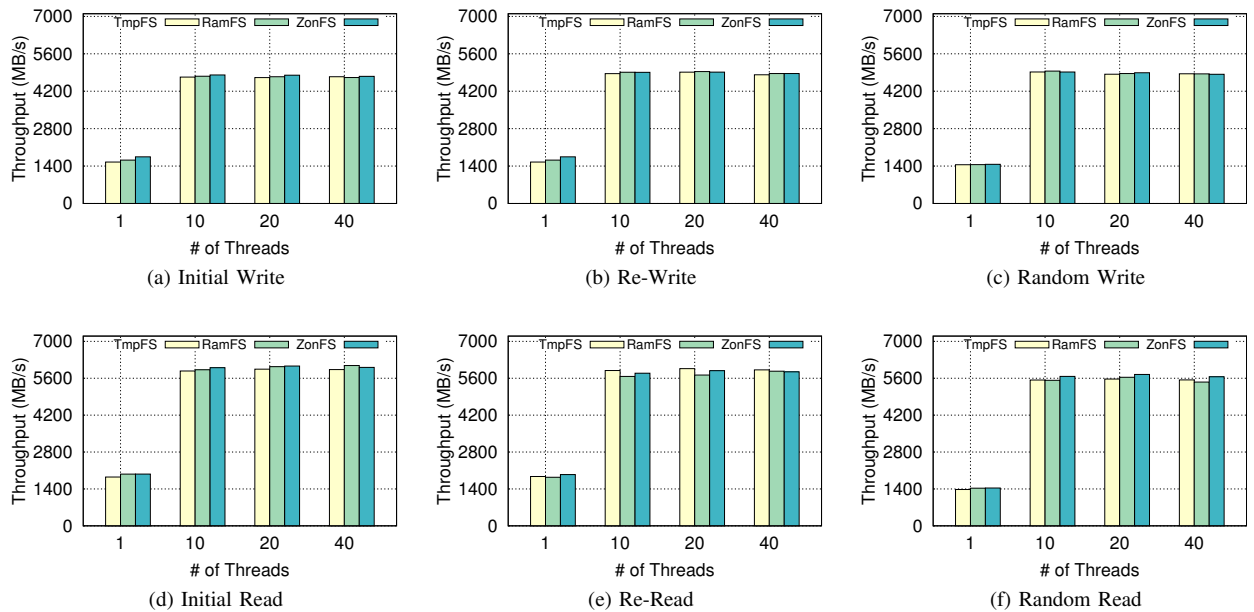 TmpFS RamFS ZonFS
7000
5600
4200
2800
1400
0
Throughput (MB/s)
1 10 20 40
# of Threads
(a) Initial Write
TmpFS RamFS ZonFS
7000
5600
4200
2800
1400
0
Throughput (MB/s)
1 10 20 40
# of Threads
(b) Re-Write
TmpFS RamFS ZonFS
7000
5600
4200
2800
1400
0
Throughput (MB/s)
1 10 20 40
# of Threads
(c) Random Write
TmpFS RamFS ZonFS
7000
5600
4200
2800
1400
0
Throughput (MB/s)
1 10 20 40
# of Threads
(d) Initial Read
TmpFS RamFS ZonFS
7000
5600
4200
2800
1400
0
Throughput (MB/s)
1 10 20 40
# of Threads
(e) Re-Read
TmpFS RamFS ZonFS
7000
5600
4200
2800
1400
0
Throughput (MB/s)
1 10 20 40
# of Threads
(f) Random Read